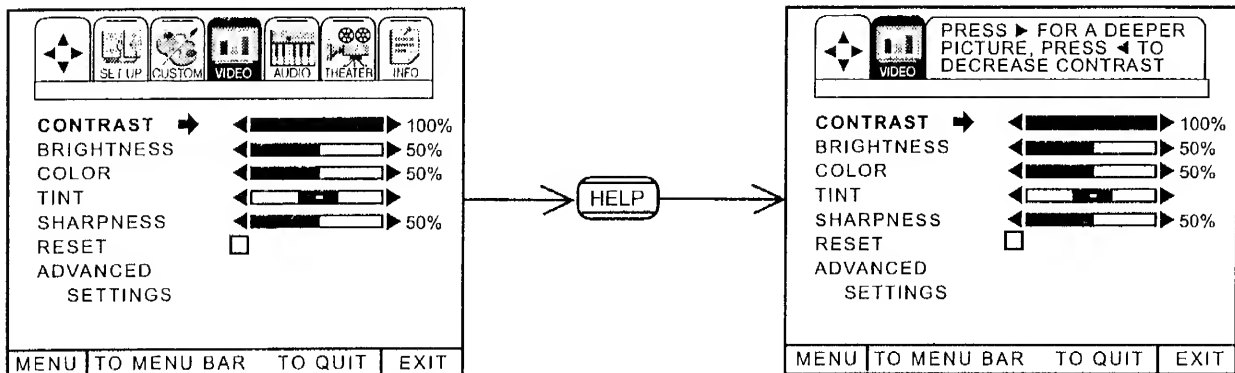 SET UP CUSTOM VIDEO AUDIO THEATER INFO
CONTRAST 100%
BRIGHTNESS 50%
COLOR 50%
TINT
SHARPNESS 50%
RESET
ADVANCED
SETTINGS
MENU TO MENU BAR TO QUIT EXIT
HELP
VIDEO
PRESS ▶ FOR A DEEPER
PICTURE, PRESS ◀ TO
DECREASE CONTRAST
CONTRAST 100%
BRIGHTNESS 50%
COLOR 50%
TINT
SHARPNESS 50%
RESET
ADVANCED
SETTINGS
MENU TO MENU BAR TO QUIT EXIT